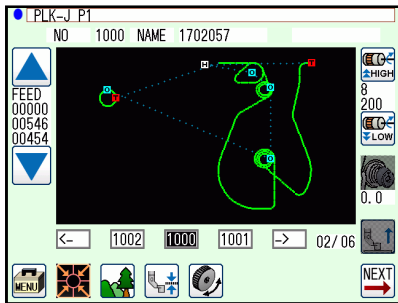 PLK-J P1
NO 1000 NAME 1702057
HIGH
FEED
00000
00546
00454
8
200
LOW
0.0
H
T
O
T
O
O
O
<- 1002 1000 1001 -> 02/06
MENU
NEXT